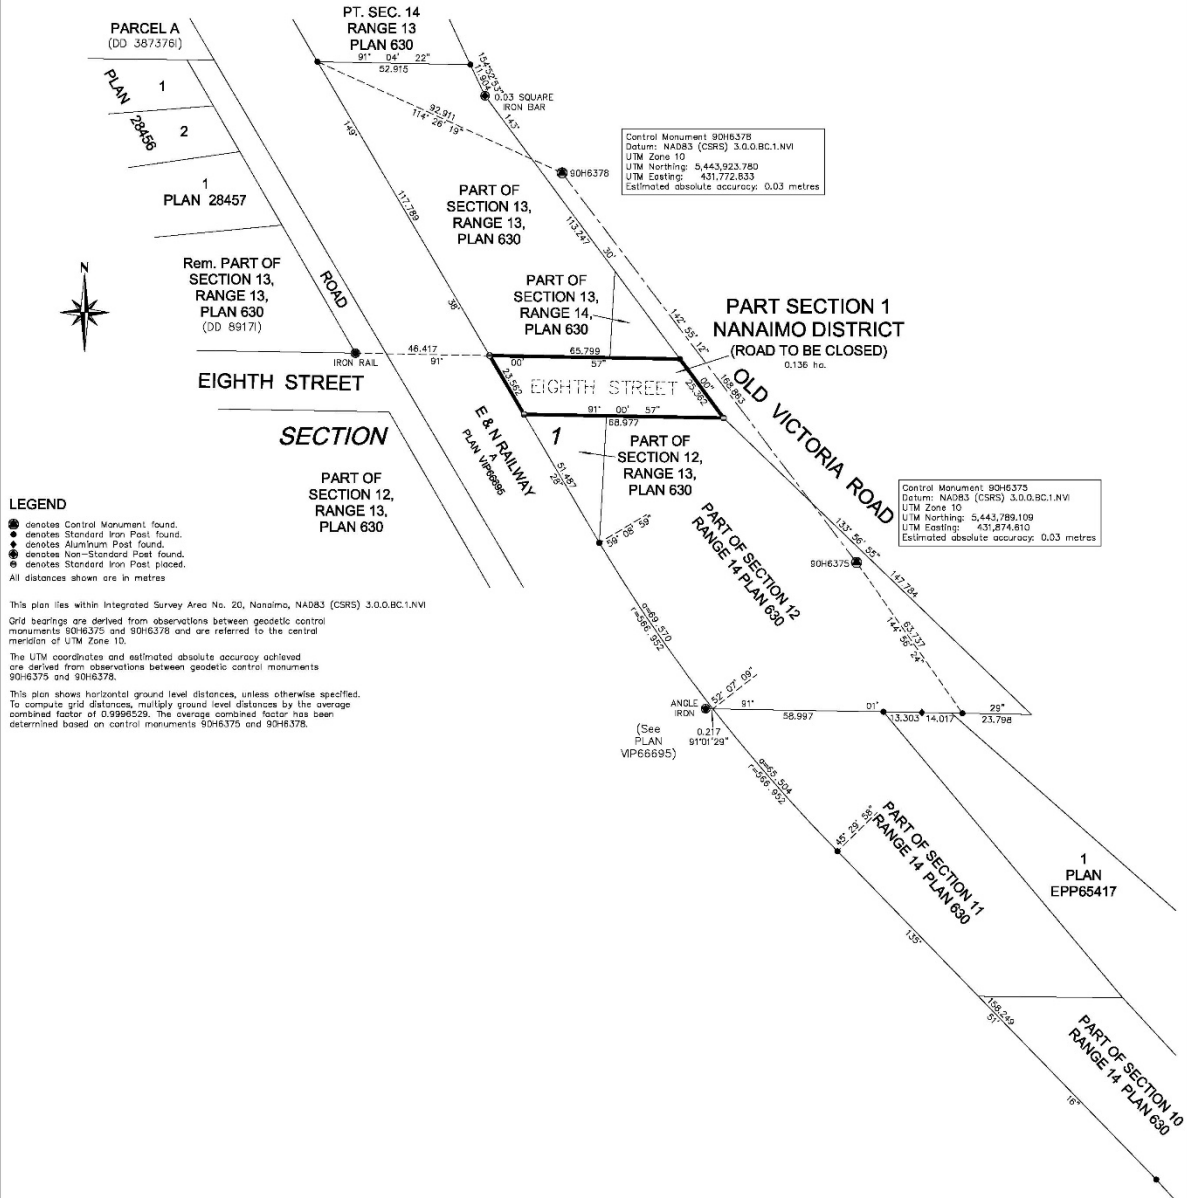 PARCEL A
(DD 387376I)
PLAN 28456
1
2
1
PLAN 28457
Rem. PART OF
SECTION 13,
RANGE 13,
PLAN 630
(DD 8917I)
N
ROAD
PT. SEC. 14
RANGE 13
PLAN 630
91° 04' 22"
52.915
154°52'53"
11.904
0.03 SQUARE
IRON BAR
92.911
114° 26' 19"
90H6378
Control Monument 90H6378
Datum: NAD83 (CSRS) 3.0.0.BC.1.NVI
UTM Zone 10
UTM Northing: 5,443,923.780
UTM Easting: 431,772.833
Estimated absolute accuracy: 0.03 metres
149°
117.789
38'
143°
113.247
30'
00"
PART OF
SECTION 13,
RANGE 13,
PLAN 630
PART OF
SECTION 13,
RANGE 14,
PLAN 630
142° 55' 12"
168.863
PART SECTION 1
NANAIMO DISTRICT
(ROAD TO BE CLOSED)
0.136 ha.
OLD VICTORIA ROAD
IRON RAIL
46.417
91°
65.799
00'
57"
23.562
EIGHTH STREET
25.362
91° 00' 57"
68.977
EIGHTH STREET
SECTION
1
E & N RAILWAY
A
PLAN VIP66695
PART OF
SECTION 12,
RANGE 13,
PLAN 630
PART OF
SECTION 12,
RANGE 13,
PLAN 630
51.487
28"
59° 08' 59"
PART OF SECTION 12
RANGE 14 PLAN 630
Control Monument 90H6375
Datum: NAD83 (CSRS) 3.0.0.BC.1.NVI
UTM Zone 10
UTM Northing: 5,443,789.109
UTM Easting: 431,874.610
Estimated absolute accuracy: 0.03 metres
133° 56' 55"
147.784
90H6375
63.737
144° 56' 24"
LEGEND
denotes Control Monument found.
denotes Standard Iron Post found.
denotes Aluminum Post found.
denotes Non-Standard Post found.
denotes Standard Iron Post placed.
All distances shown are in metres
This plan lies within Integrated Survey Area No. 20, Nanaimo, NAD83 (CSRS) 3.0.0.BC.1.NVI
Grid bearings are derived from observations between geodetic control
monuments 90H6375 and 90H6378 and are referred to the central
meridian of UTM Zone 10.
The UTM coordinates and estimated absolute accuracy achieved
are derived from observations between geodetic control monuments
90H6375 and 90H6378.
This plan shows horizontal ground level distances, unless otherwise specified.
To compute grid distances, multiply ground level distances by the average
combined factor of 0.9996529. The average combined factor has been
determined based on control monuments 90H6375 and 90H6378.
a=69.570
r=566.952
52° 07' 09"
ANGLE
IRON
(See
PLAN
VIP66695)
0.217
91°01'29"
91°
58.997
01'
13.303
14.017
29"
23.798
a=65.504
r=566.952
45° 29' 58"
PART OF SECTION 11
RANGE 14 PLAN 630
1
PLAN
EPP65417
135°
158.249
51'
16"
PART OF SECTION 10
RANGE 14 PLAN 630